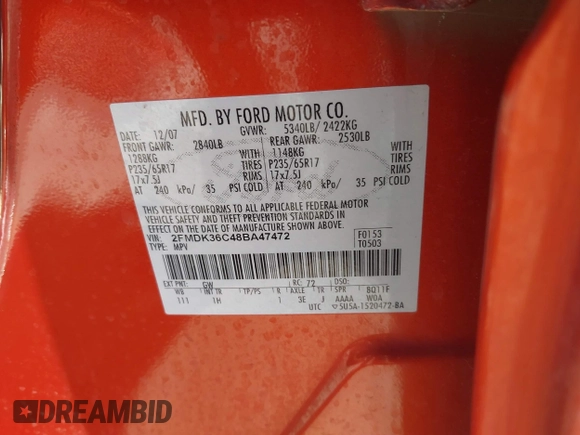 MFD. BY FORD MOTOR CO.
DATE: 12/07 GVWR: 5340LB/ 2422KG
FRONT GAWR: 2840LB REAR GAWR: 2530LB
1288KG WITH 1148KG WITH
P235/65R17 TIRES P235/65R17 TIRES
17x7.5J RIMS 17x7.5J RIMS
AT 240 kPa/ 35 PSI COLD AT 240 kPa/ 35 PSI COLD
THIS VEHICLE CONFORMS TO ALL APPLICABLE FEDERAL MOTOR
VEHICLE SAFETY AND THEFT PREVENTION STANDARDS IN
EFFECT ON THE DATE OF MANUFACTURE SHOWN ABOVE.
VIN: 2FMDK36C48BA47472 F0153
TYPE: MPV T0503
EXT PNT: GW RC: 72 DSO:
WB INT TR TP/PS R AXLE TR SPR BQ11F
111 IH 1 3E J AAAA W0A
UTC 5U5A-1520472-BA
DREAMBID